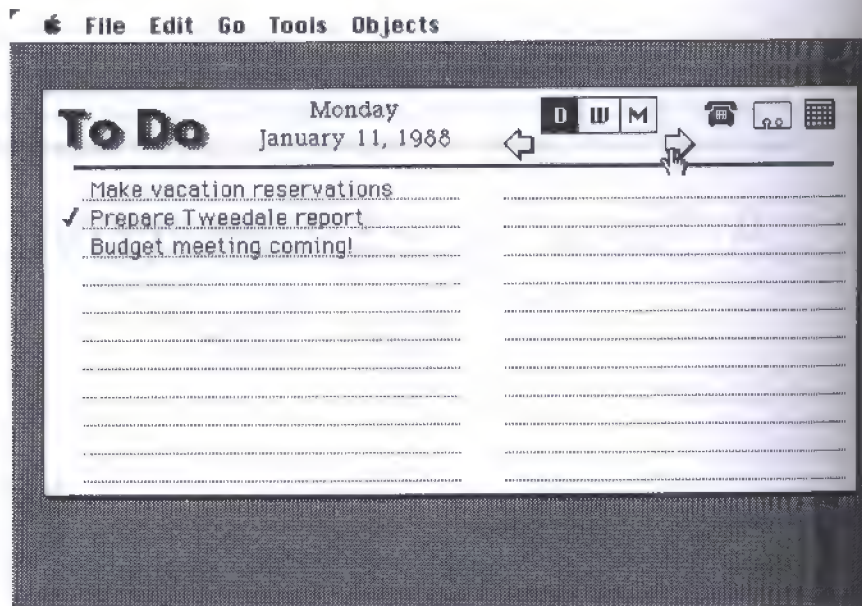 File Edit Go Tools Objects
To Do
Monday
January 11, 1988
D W M
Make vacation reservations
✓ Prepare Tweedale report
Budget meeting coming!